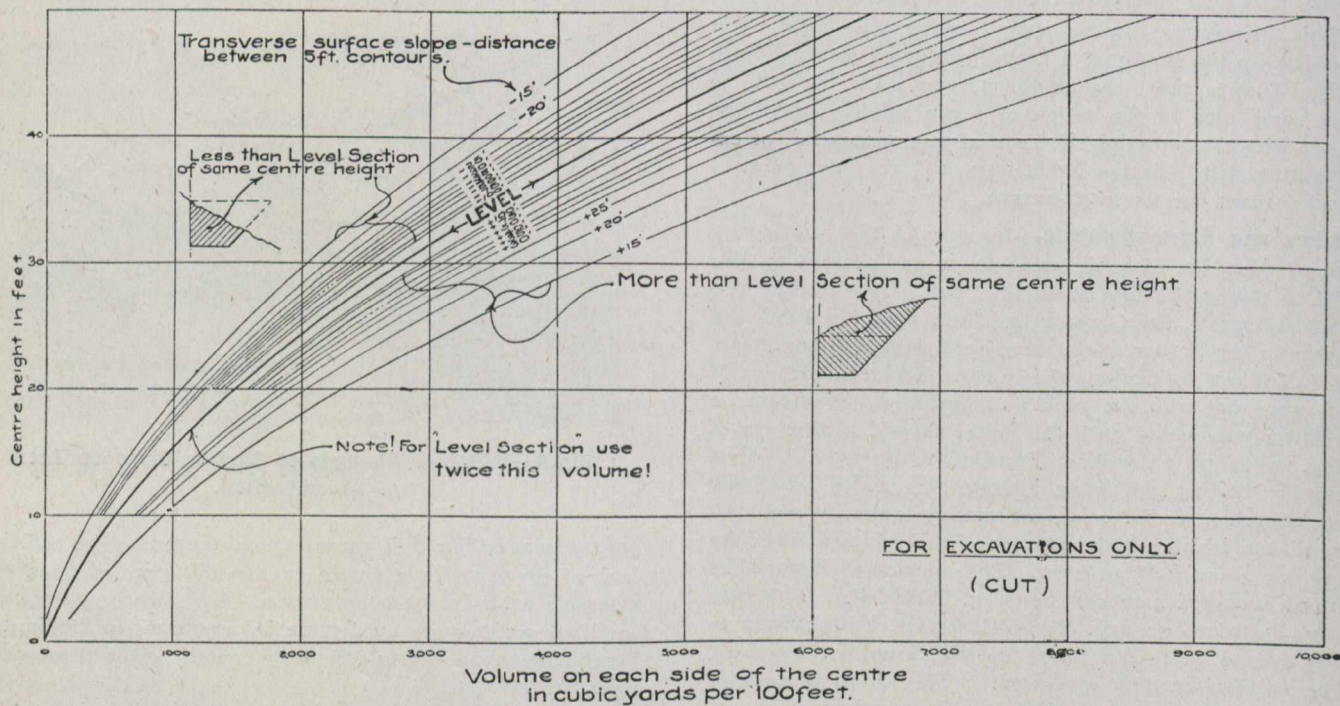 Transverse surface slope-distance
between 5ft. contours.
-15'
-20
40
Less than Level Section
of same centre height
LEVEL
+25'
+20'
+15
30
More than Level Section of same centre height
Centre height in feet
20
Note! For "Level Section" use
twice this volume!
10
FOR EXCAVATIONS ONLY
(CUT)
0
0
1000
2000
3000
4,000
5000
6000
7000
9000
Volume on each side of the centre
in cubic yards per 100feet.